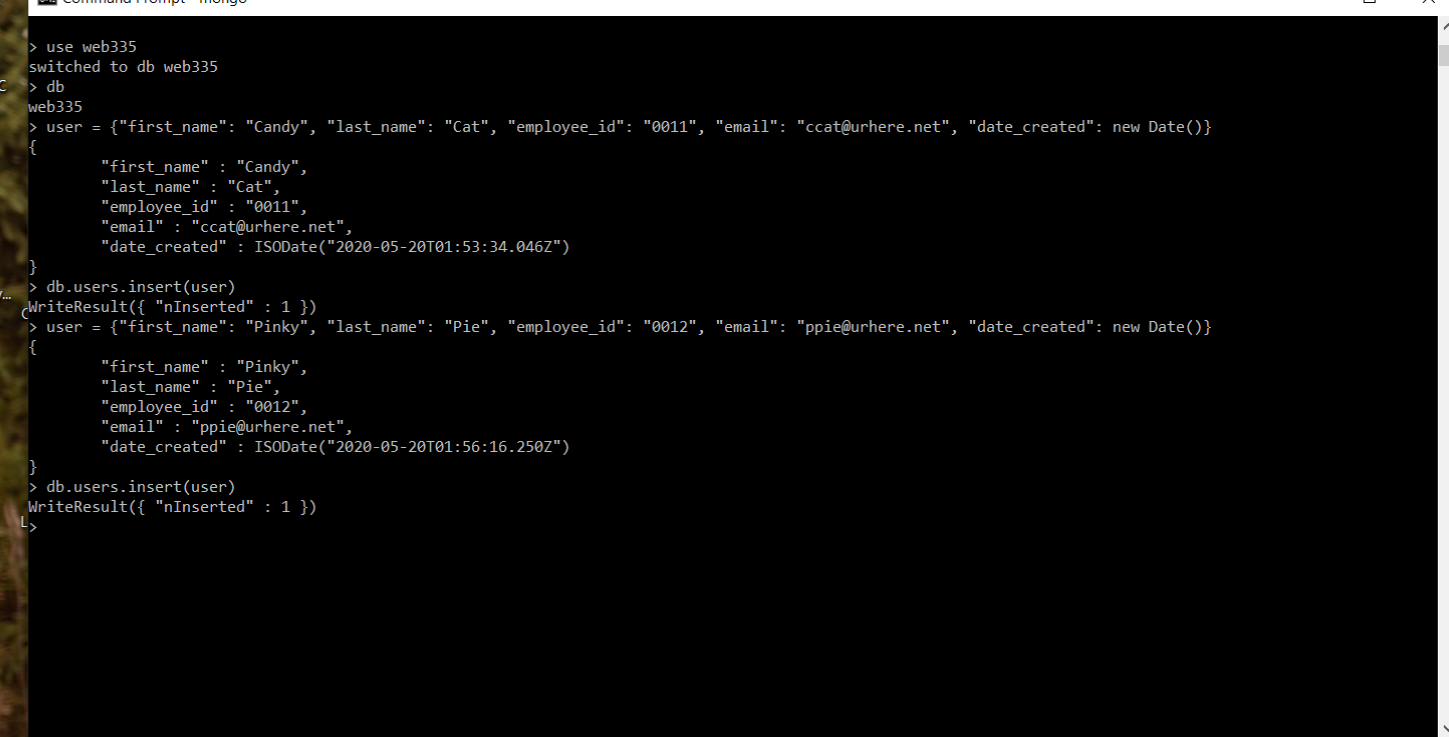 Command Prompt - mongo
> use web335
switched to db web335
> db
web335
> user = {"first_name": "Candy", "last_name": "Cat", "employee_id": "0011", "email": "ccat@urhere.net", "date_created": new Date()}
{
        "first_name" : "Candy",
        "last_name" : "Cat",
        "employee_id" : "0011",
        "email" : "ccat@urhere.net",
        "date_created" : ISODate("2020-05-20T01:53:34.046Z")
}
> db.users.insert(user)
WriteResult({ "nInserted" : 1 })
> user = {"first_name": "Pinky", "last_name": "Pie", "employee_id": "0012", "email": "ppie@urhere.net", "date_created": new Date()}
{
        "first_name" : "Pinky",
        "last_name" : "Pie",
        "employee_id" : "0012",
        "email" : "ppie@urhere.net",
        "date_created" : ISODate("2020-05-20T01:56:16.250Z")
}
> db.users.insert(user)
WriteResult({ "nInserted" : 1 })
>